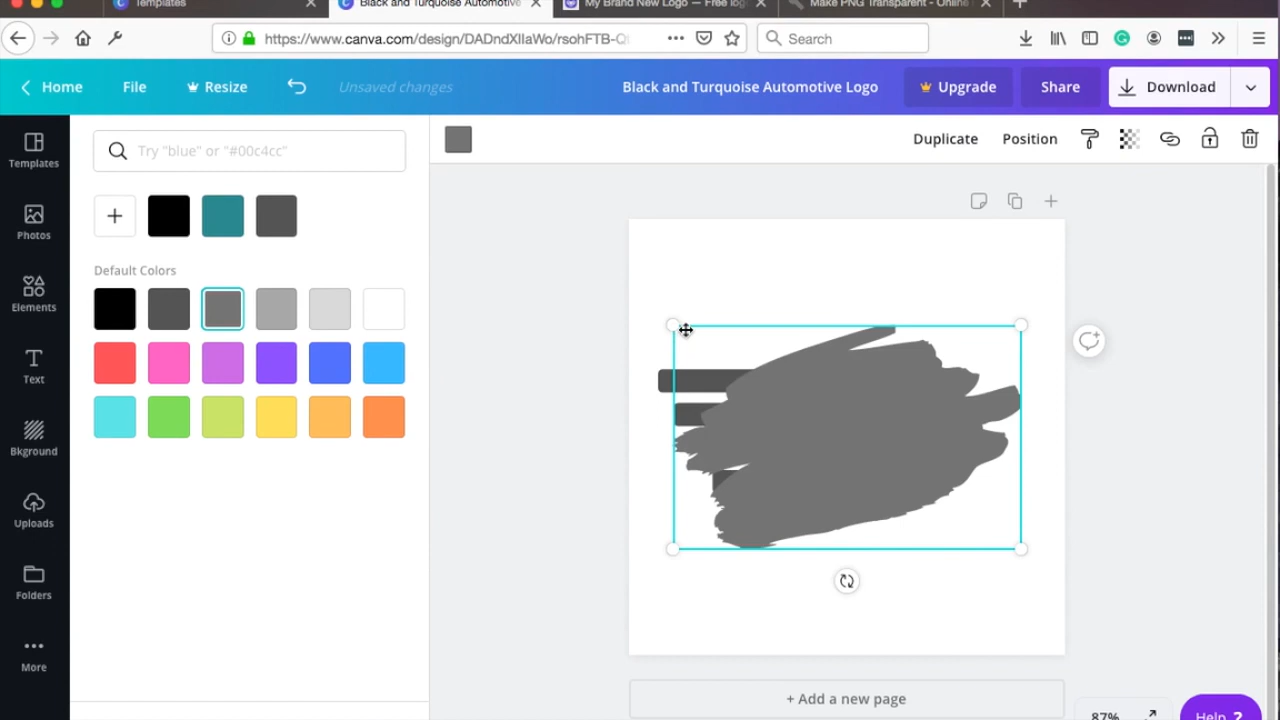 Templates
Black and Turquoise Automotive
My Brand New Logo — Free log
Make PNG Transparent - Online
https://www.canva.com/design/DADndXIlaWo/rsohFTB-Q
Search
Home
File
Resize
Unsaved changes
Black and Turquoise Automotive Logo
Upgrade
Share
Download
Try "blue" or "#00c4cc"
Duplicate
Position
Templates
Photos
Elements
Text
Bkground
Uploads
Folders
More
Default Colors
+ Add a new page
87%
Help ?